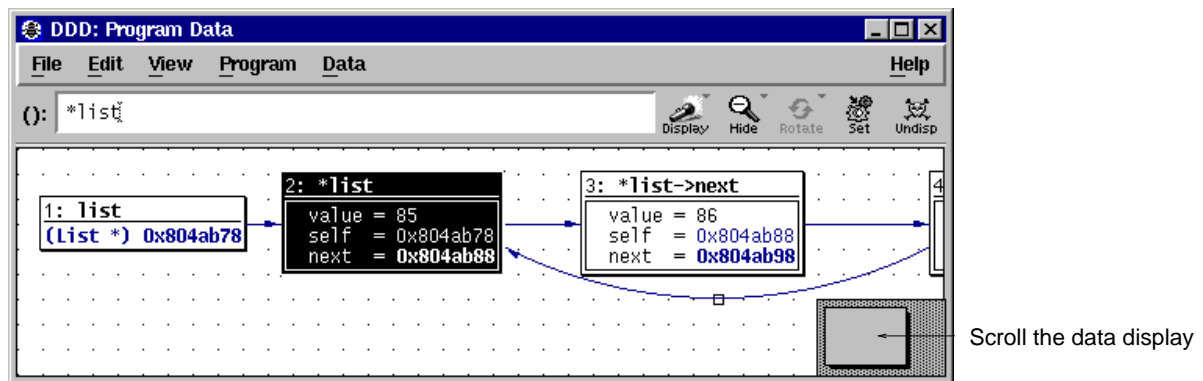 DDD: Program Data
File Edit View Program Data Help
(): *list
Display Hide Rotate Set Undisp
1: list
(List *) 0x804ab78
2: *list
value = 85
self = 0x804ab78
next = 0x804ab88
3: *list->next
value = 86
self = 0x804ab88
next = 0x804ab98
4
Scroll the data display